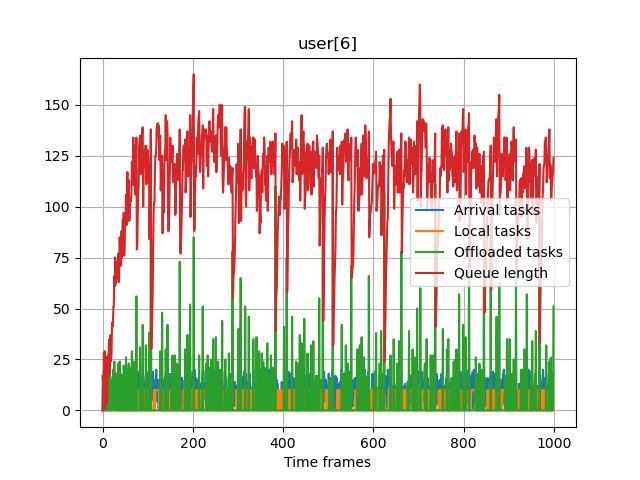 user[6]
150
125
100
75
50
25
0
Arrival tasks
Local tasks
Offloaded tasks
Queue length
0 200 400 600 800 1000
Time frames